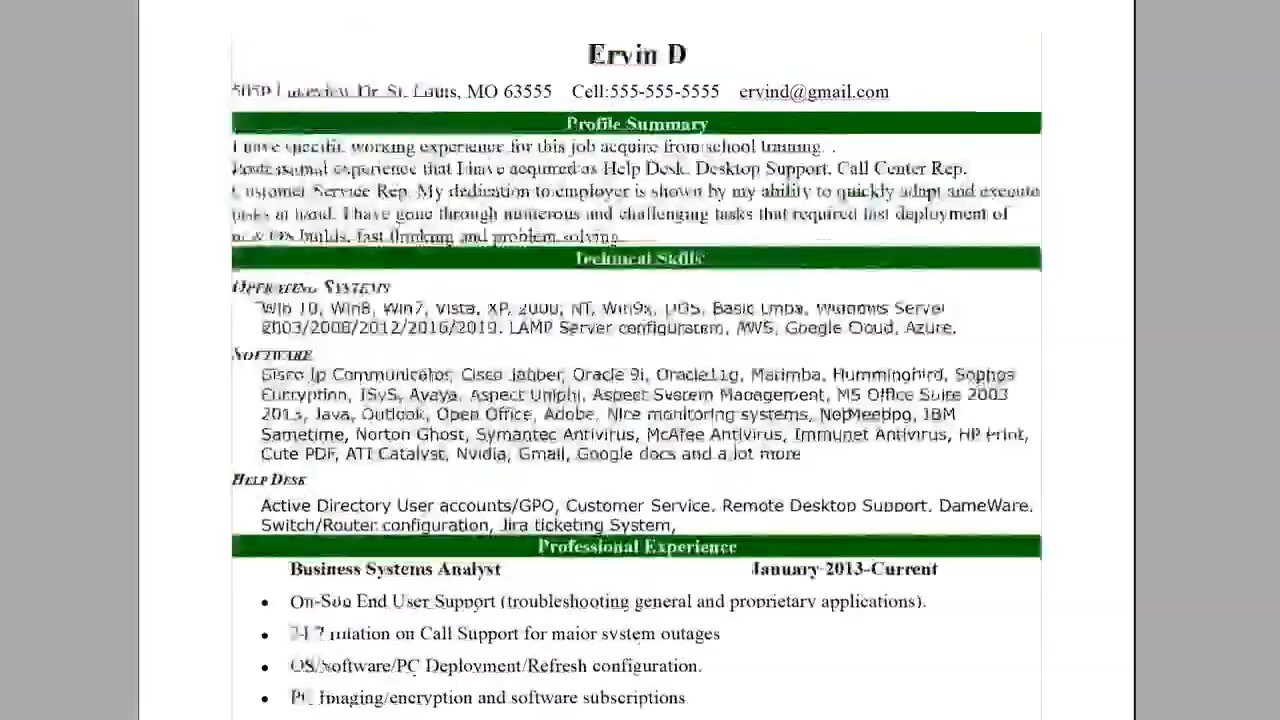 Ervin D
Dr. St. Louis, MO 63555 Cell:555-555-5555 ervind@gmail.com
Profile Summary
I have specific working experience for this job acquire from school training. .
Professional experience that I have acquired as Help Desk, Desktop Support, Call Center Rep.
Customer Service Rep. My dedication to employer is shown by my ability to quickly adapt and execute
tasks at hand. I have gone through numerous and challenging tasks that required fast deployment of
builds, fast thinking and problem solving.
Technical Skills
Operating Systems
Win 10, Win8, Win7, Vista, XP, 2000, NT, Win9x, DOS, Basic Windows Server
2003/2008/2012/2016/2019. LAMP Server configuration, AWS, Google Cloud, Azure.
Software
Cisco Ip Communicator, Cisco Jabber, Oracle 9i, Oracle11g, Marimba, Hummingbird, Sophos
Encryption, ISyS, Avaya, Aspect Uniphi, Aspect System Management, MS Office Suite 2003
Java, Outlook, Open Office, Adobe, Nice monitoring systems, NetMeeting, IBM
Sametime, Norton Ghost, Symantec Antivirus, McAfee Antivirus, Immunet Antivirus, HP Print,
Cute PDF, ATI Catalyst, Nvidia, Gmail, Google docs and a lot more
Help Desk
Active Directory User accounts/GPO, Customer Service, Remote Desktop Support, DameWare,
Switch/Router configuration, Jira ticketing System,
Professional Experience
Business Systems Analyst January 2013-Current
• End User Support (troubleshooting general and proprietary applications).
• rotation on Call Support for major system outages
• OS/Software/PC Deployment/Refresh configuration.
• PC Imaging/encryption and software subscriptions